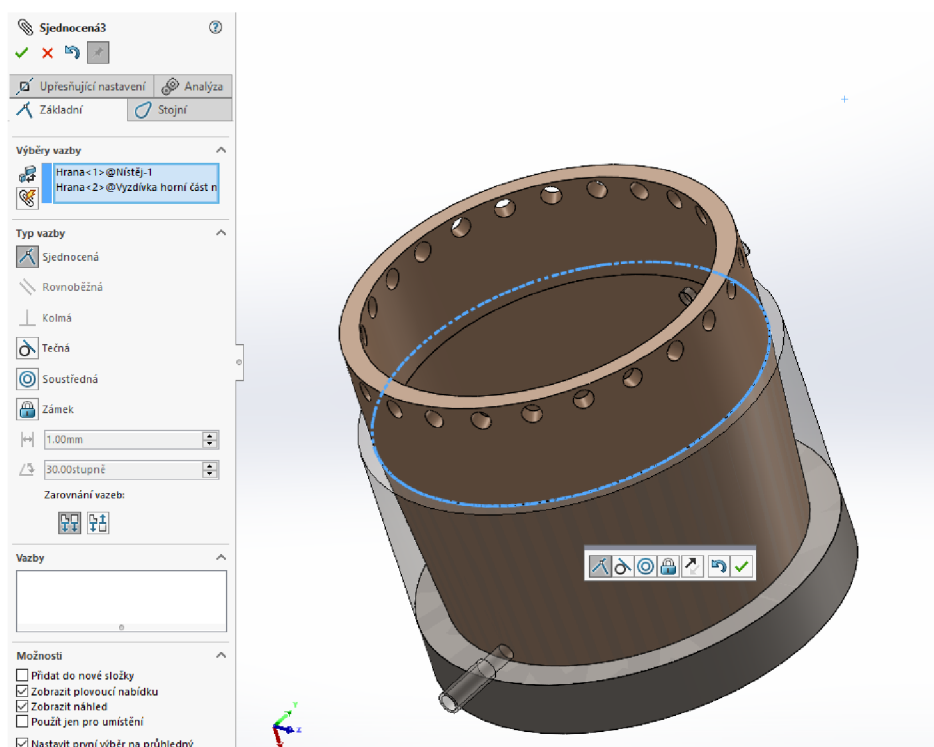 Sjednocená3
Upřesňující nastavení
Analýza
Základní
Stojní
Výběry vazby
Hrana<1>@Nístěj-1
Hrana<2>@Vyzdívka horní část n
Typ vazby
Sjednocená
Rovnoběžná
Kolmá
Tečná
Soustředná
Zámek
1.00mm
30.00stupně
Zarovnání vazeb:
Vazby
Možnosti
Přidat do nové složky
Zobrazit plovoucí nabídku
Zobrazit náhled
Použít jen pro umístění
Nastavit první výběr na průhledný
Y
Z